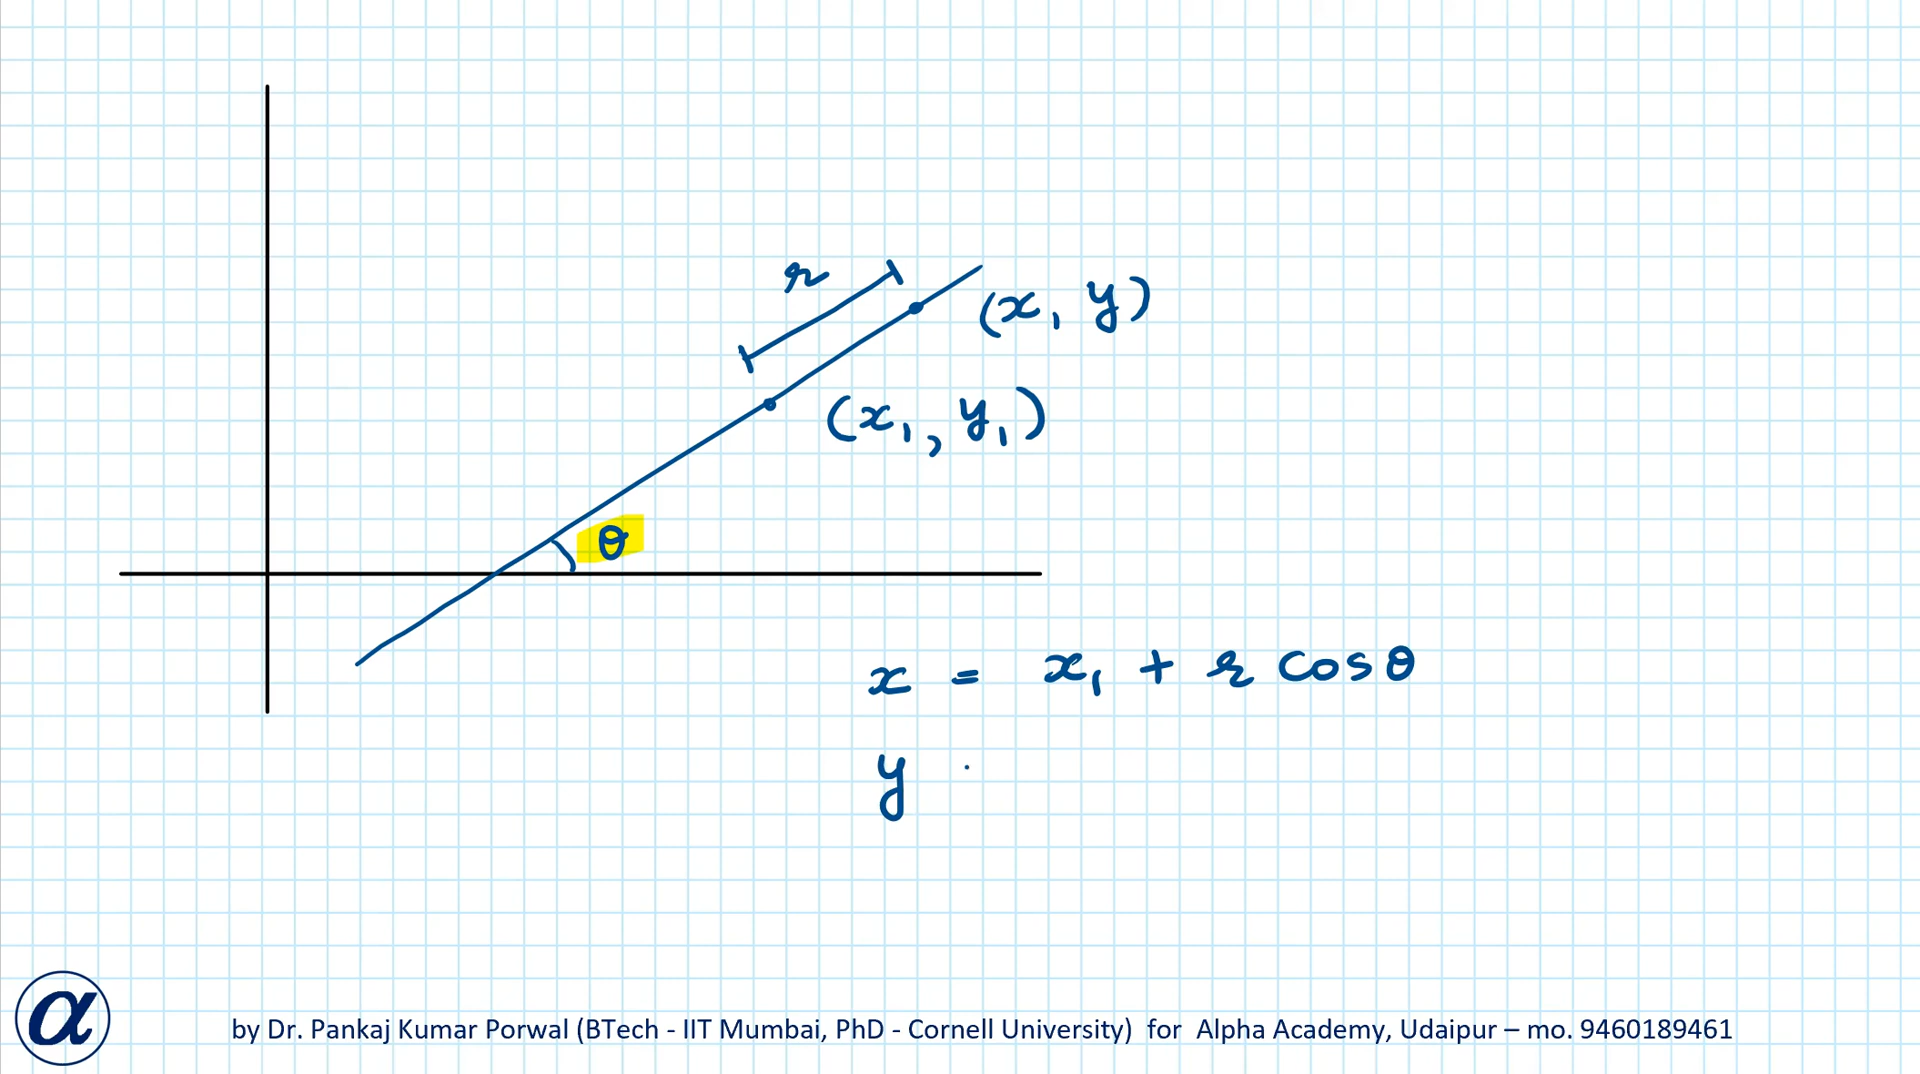 r
(x, y)
(x₁, y₁)
θ
x = x₁ + r cosθ
y
α
by Dr. Pankaj Kumar Porwal (BTech - IIT Mumbai, PhD - Cornell University) for Alpha Academy, Udaipur – mo. 9460189461